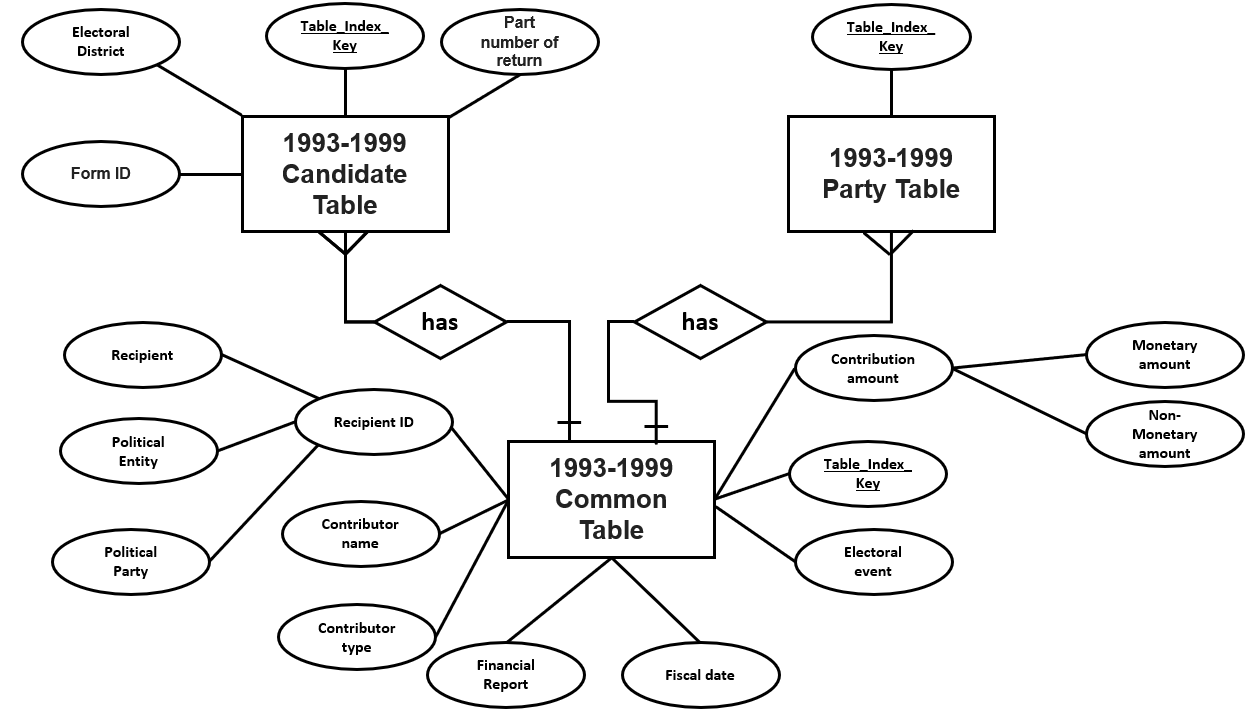 Electoral
District
Table_Index_
Key
Part
number of
return
Table_Index_
Key
Form ID
1993-1999
Candidate
Table
1993-1999
Party Table
has
has
Recipient
Political
Entity
Political
Party
Recipient ID
Contributor
name
Contributor
type
1993-1999
Common
Table
Contribution
amount
Monetary
amount
Non-
Monetary
amount
Table_Index_
Key
Electoral
event
Financial
Report
Fiscal date